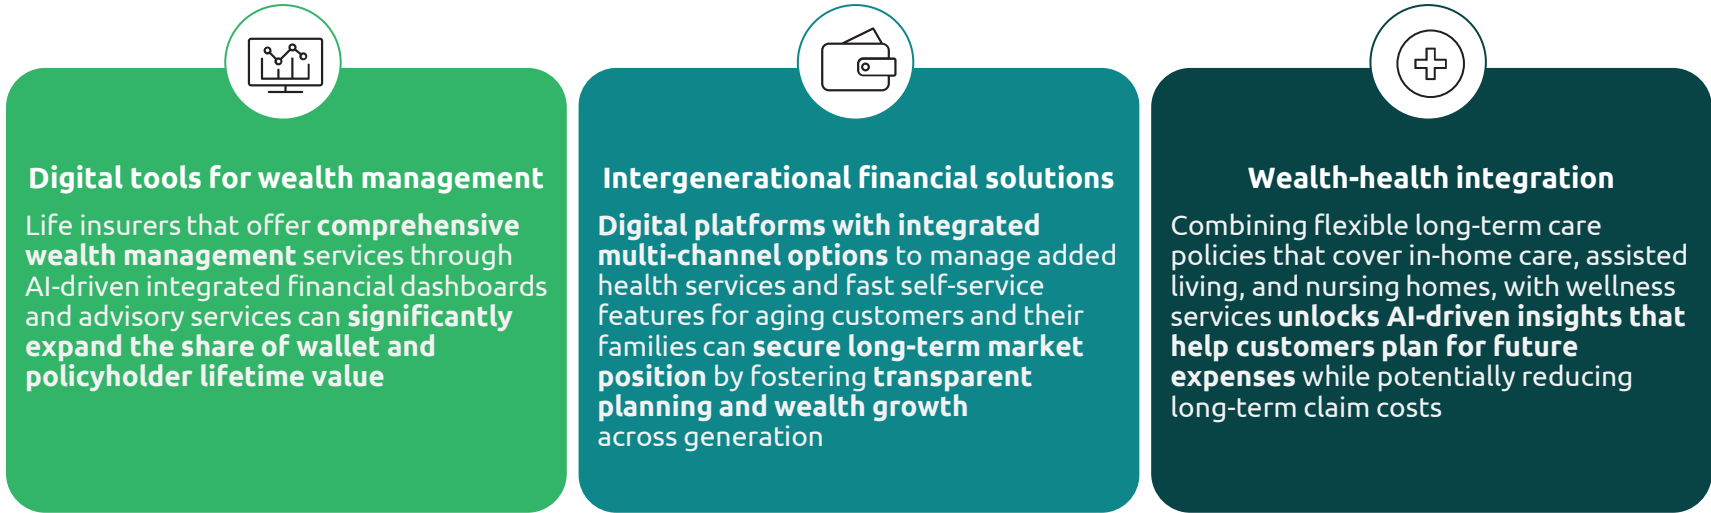 Digital tools for wealth management
Life insurers that offer comprehensive
wealth management services through
AI-driven integrated financial dashboards
and advisory services can significantly
expand the share of wallet and
policyholder lifetime value
Intergenerational financial solutions
Digital platforms with integrated
multi-channel options to manage added
health services and fast self-service
features for aging customers and their
families can secure long-term market
position by fostering transparent
planning and wealth growth
across generation
Wealth-health integration
Combining flexible long-term care
policies that cover in-home care, assisted
living, and nursing homes, with wellness
services unlocks AI-driven insights that
help customers plan for future
expenses while potentially reducing
long-term claim costs